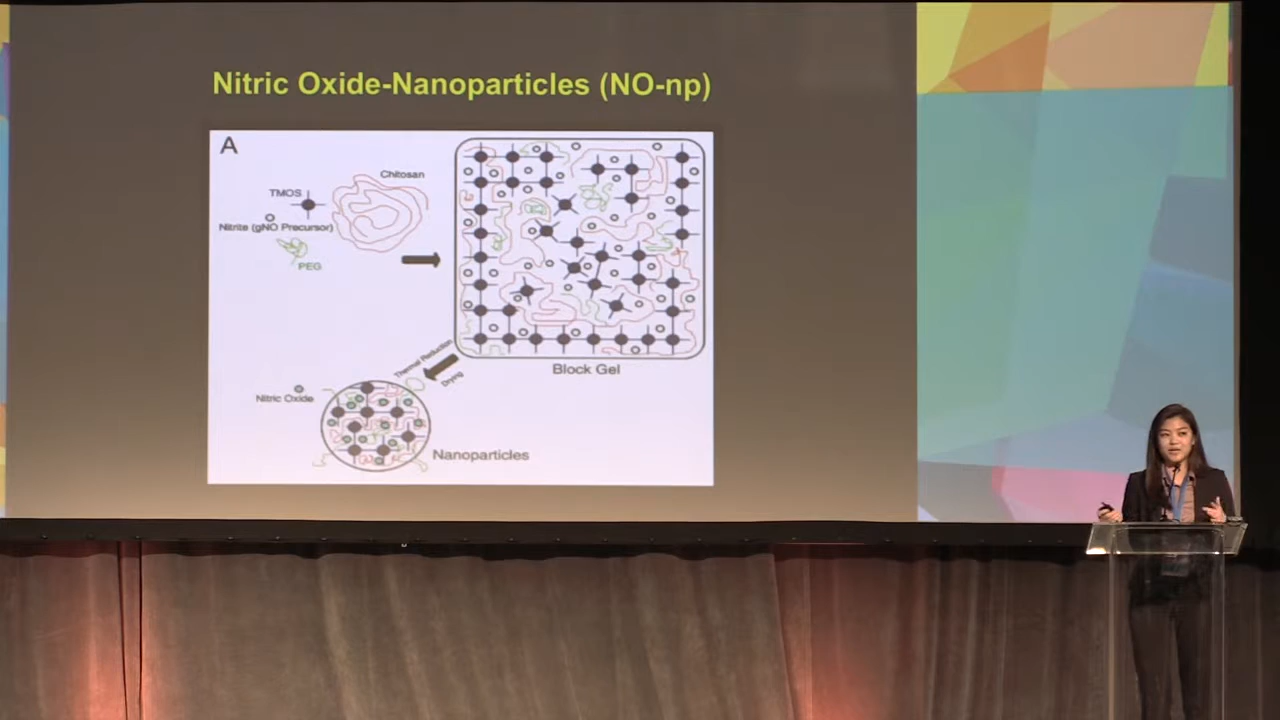 Nitric Oxide-Nanoparticles (NO-np)
A
Chitosan
TMOS
Nitrite (gNO Precursor)
PEG
Block Gel
Thermal Reduction
Drying
Nitric Oxide
Nanoparticles